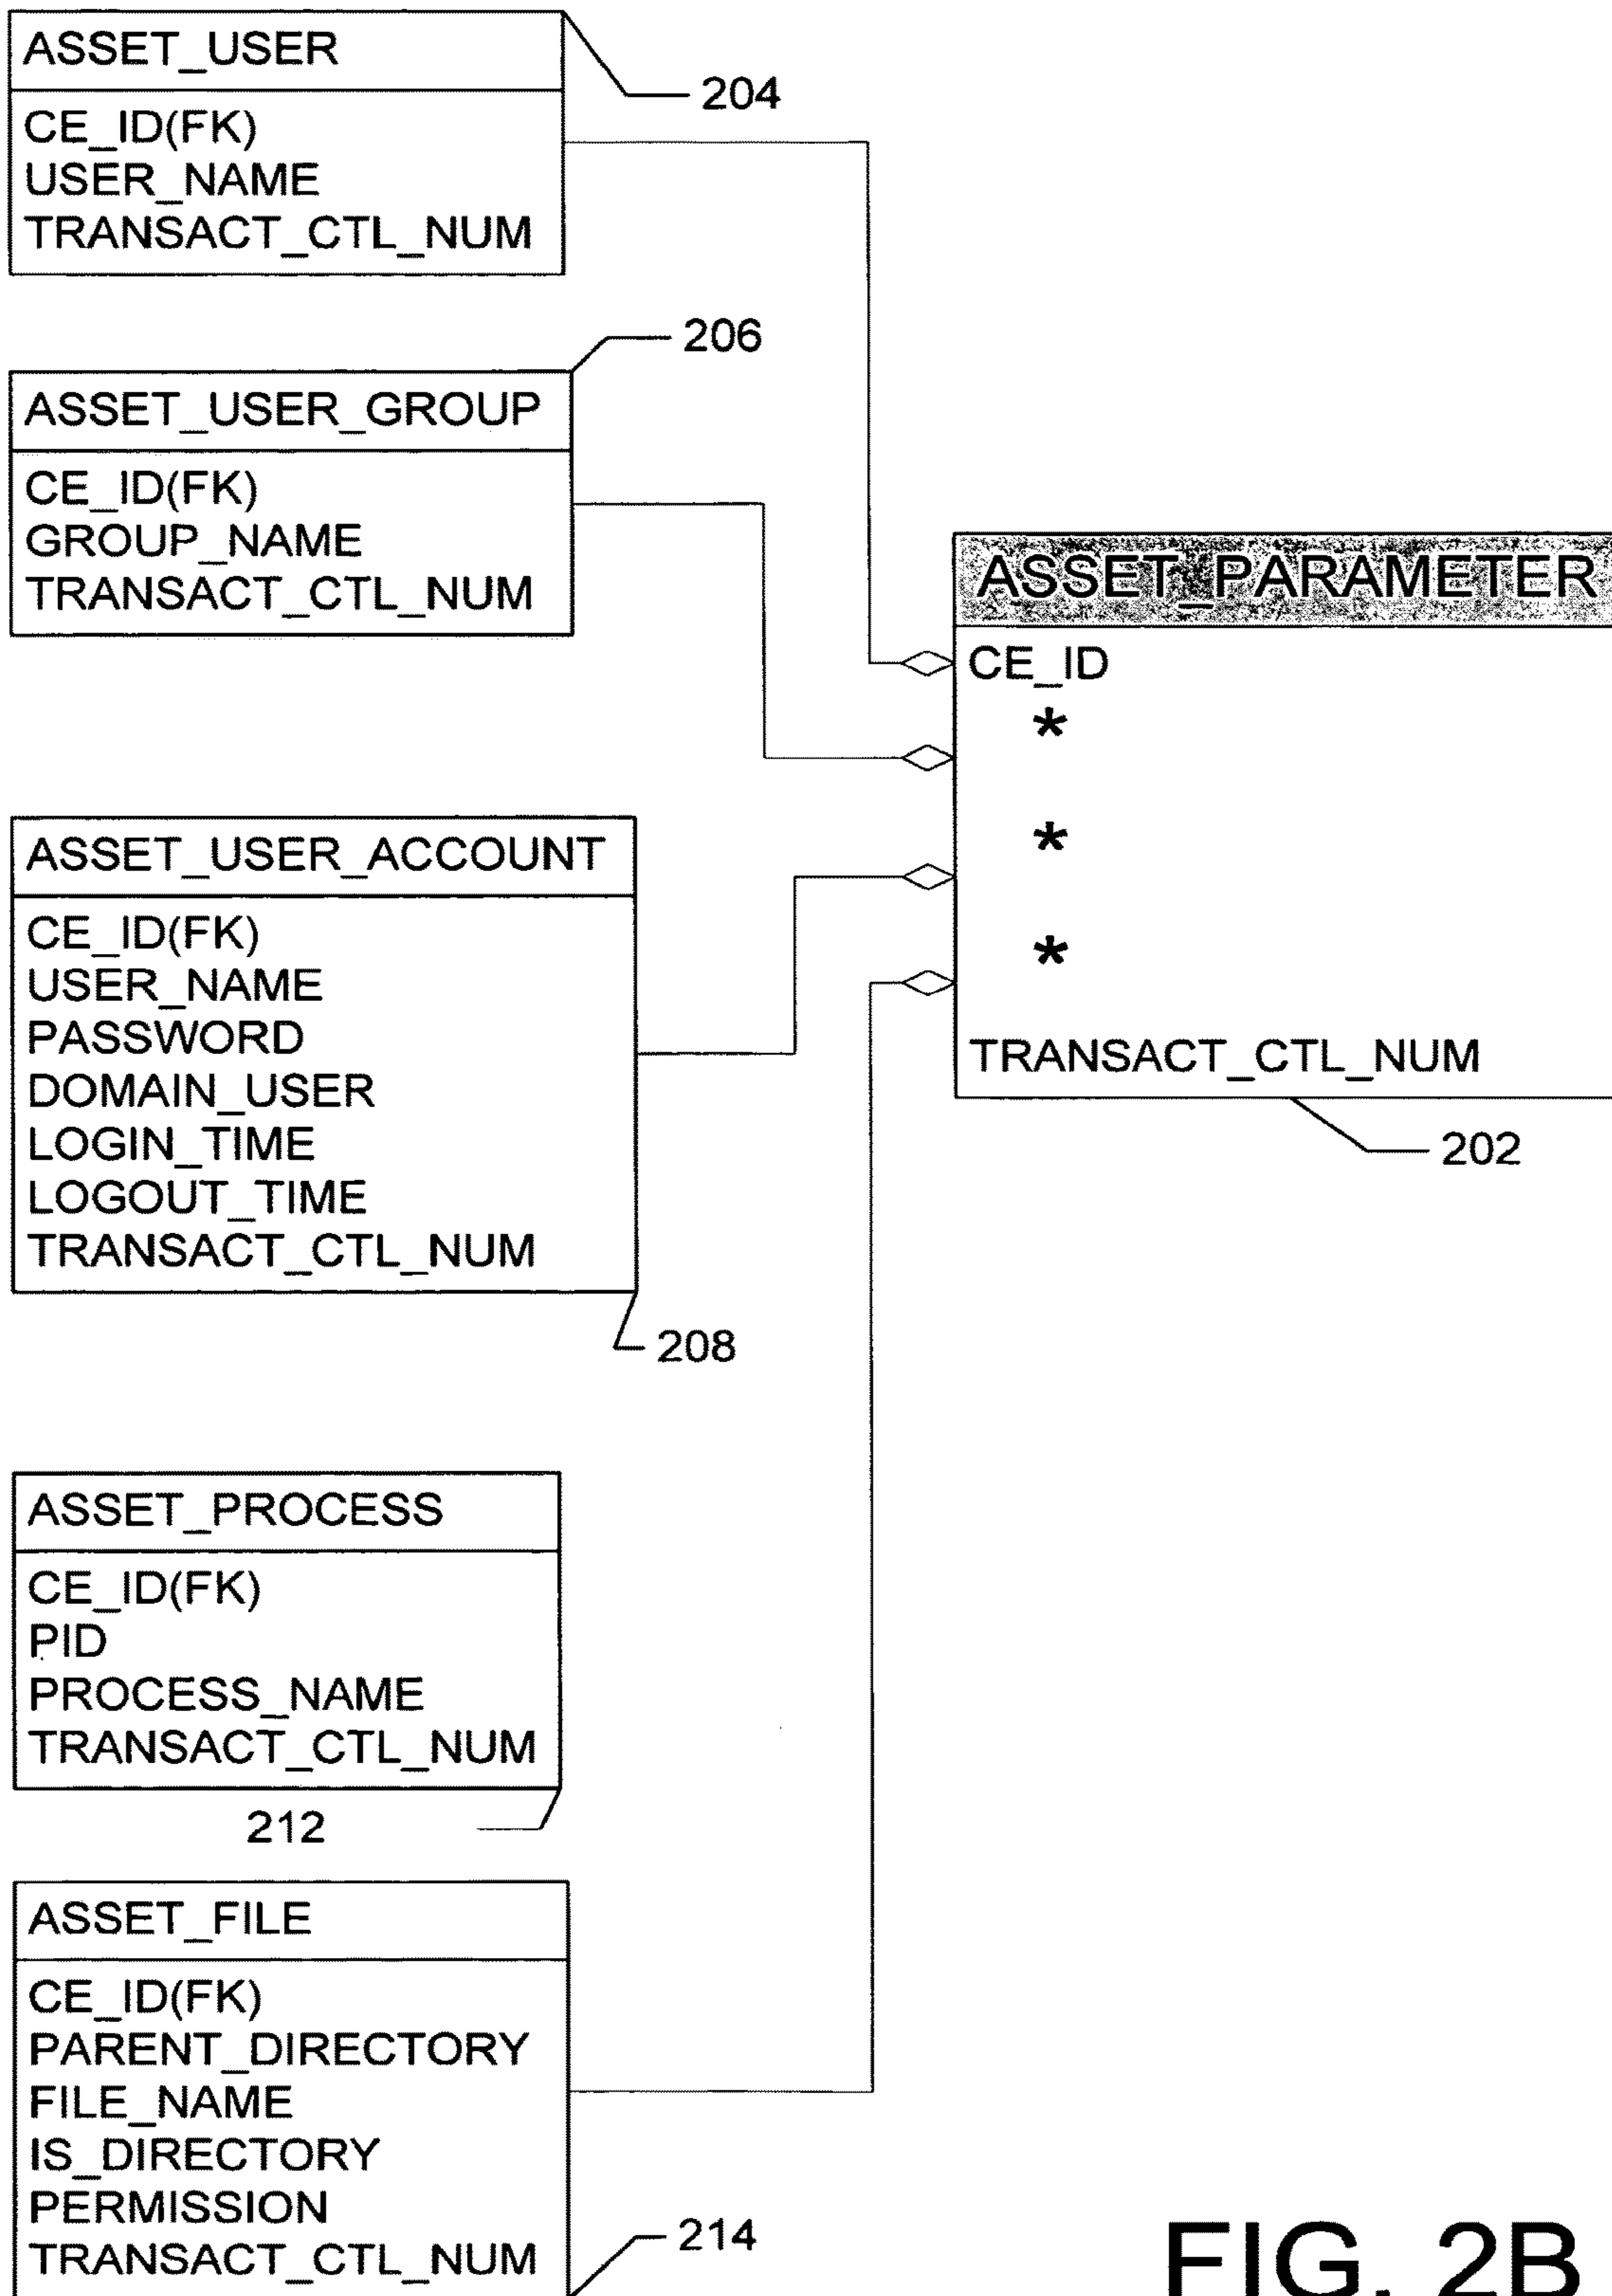 ASSET_USER
CE_ID(FK)
USER_NAME
TRANSACT_CTL_NUM
204
206
ASSET_USER_GROUP
CE_ID(FK)
GROUP_NAME
TRANSACT_CTL_NUM
ASSET_PARAMETER
CE_ID
*
*
*
TRANSACT_CTL_NUM
202
ASSET_USER_ACCOUNT
CE_ID(FK)
USER_NAME
PASSWORD
DOMAIN_USER
LOGIN_TIME
LOGOUT_TIME
TRANSACT_CTL_NUM
208
ASSET_PROCESS
CE_ID(FK)
PID
PROCESS_NAME
TRANSACT_CTL_NUM
212
ASSET_FILE
CE_ID(FK)
PARENT_DIRECTORY
FILE_NAME
IS_DIRECTORY
PERMISSION
TRANSACT_CTL_NUM
214
FIG. 2B